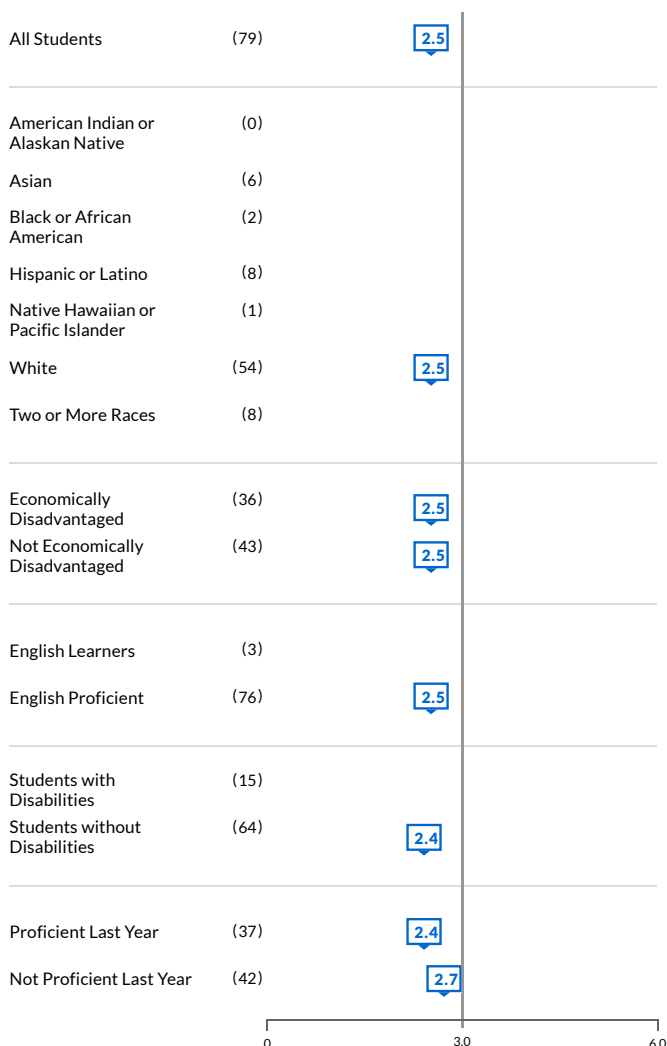 All Students (79) 2.5
American Indian or (0)
Alaskan Native
Asian (6)
Black or African (2)
American
Hispanic or Latino (8)
Native Hawaiian or (1)
Pacific Islander
White (54) 2.5
Two or More Races (8)
Economically (36) 2.5
Disadvantaged
Not Economically (43) 2.5
Disadvantaged
English Learners (3)
English Proficient (76) 2.5
Students with (15)
Disabilities
Students without (64) 2.4
Disabilities
Proficient Last Year (37) 2.4
Not Proficient Last Year (42) 2.7
0 3.0 6.0